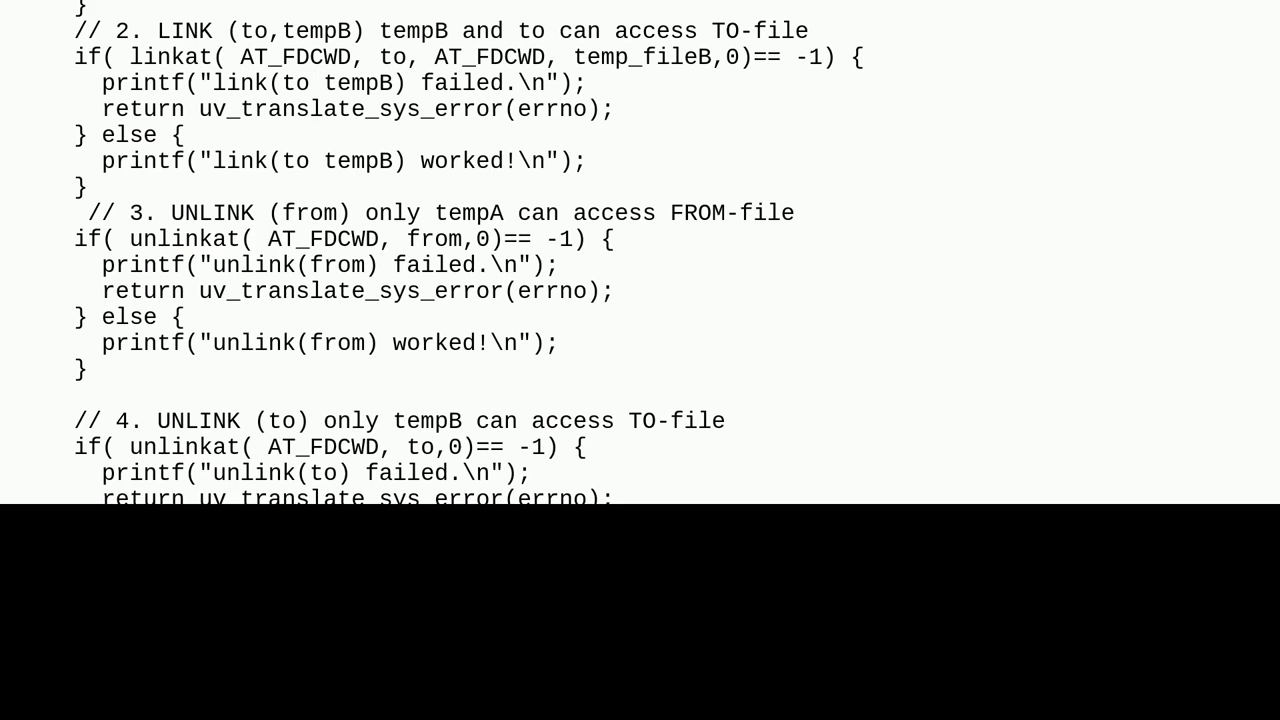 }
// 2. LINK (to,tempB) tempB and to can access TO-file
if( linkat( AT_FDCWD, to, AT_FDCWD, temp_fileB,0)== -1) {
  printf("link(to tempB) failed.\n");
  return uv_translate_sys_error(errno);
} else {
  printf("link(to tempB) worked!\n");
}
 // 3. UNLINK (from) only tempA can access FROM-file
if( unlinkat( AT_FDCWD, from,0)== -1) {
  printf("unlink(from) failed.\n");
  return uv_translate_sys_error(errno);
} else {
  printf("unlink(from) worked!\n");
}

// 4. UNLINK (to) only tempB can access TO-file
if( unlinkat( AT_FDCWD, to,0)== -1) {
  printf("unlink(to) failed.\n");
  return uv_translate_sys_error(errno);